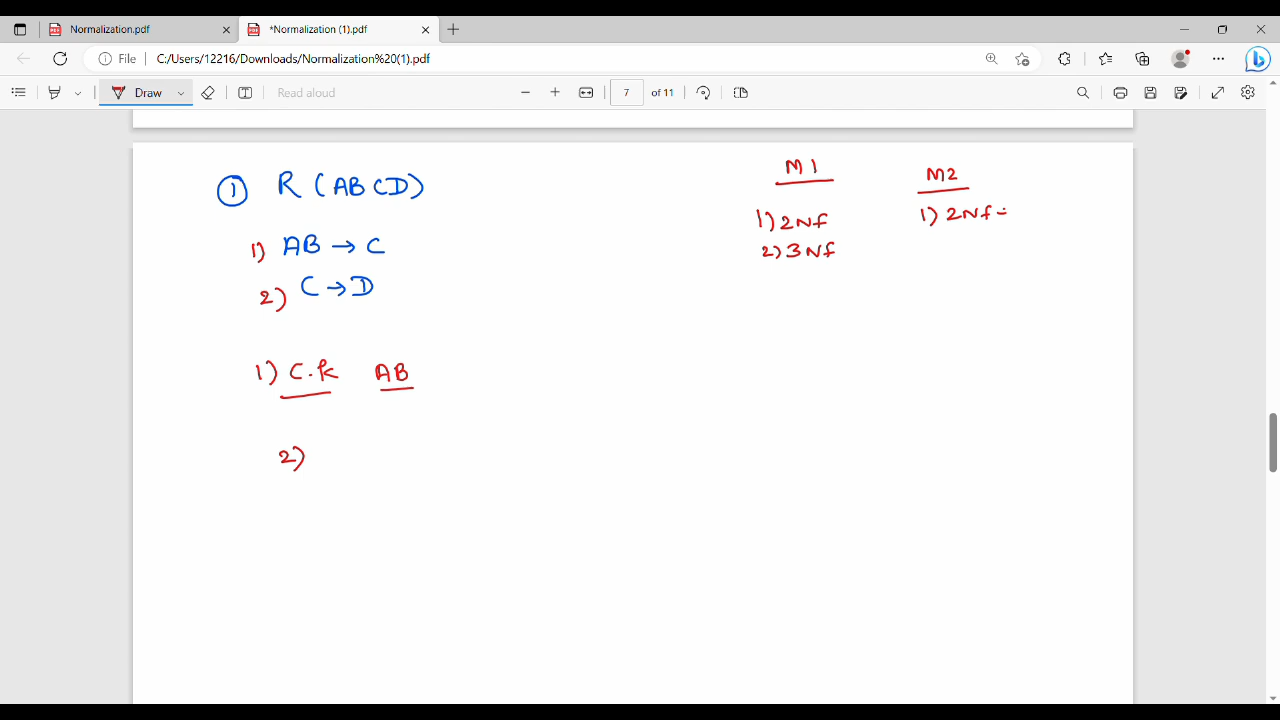 Normalization.pdf
*Normalization (1).pdf
File
C:/Users/12216/Downloads/Normalization%20(1).pdf
Draw
Read aloud
7 of 11
1 R (ABCD)
1) AB → C
2) C → D
1) C.K AB
2)
M1
1) 2Nf
2) 3Nf
M2
1) 2Nf -